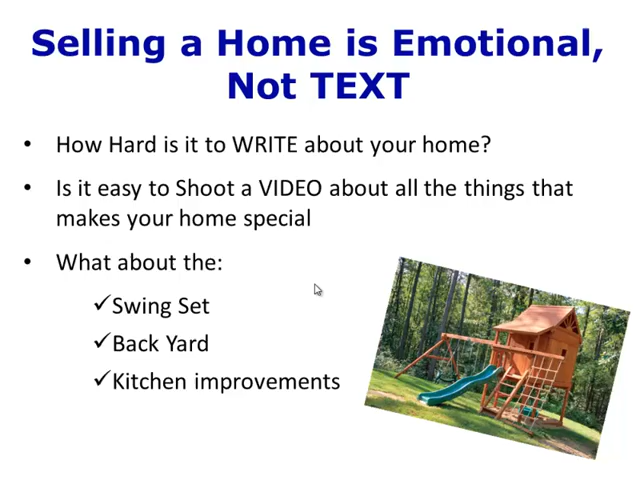 Selling a Home is Emotional,
Not TEXT
• How Hard is it to WRITE about your home?
• Is it easy to Shoot a VIDEO about all the things that
makes your home special
• What about the:
✓Swing Set
✓Back Yard
✓Kitchen improvements